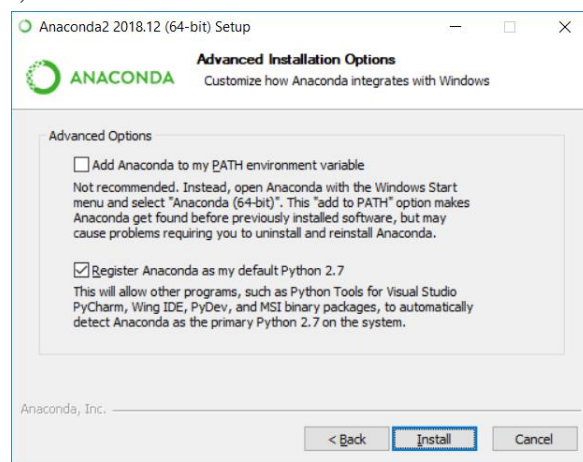 Anaconda2 2018.12 (64-bit) Setup
Advanced Installation Options
ANACONDA
Customize how Anaconda integrates with Windows
Advanced Options
Add Anaconda to my PATH environment variable
Not recommended. Instead, open Anaconda with the Windows Start
menu and select "Anaconda (64-bit)". This "add to PATH" option makes
Anaconda get found before previously installed software, but may
cause problems requiring you to uninstall and reinstall Anaconda.
Register Anaconda as my default Python 2.7
This will allow other programs, such as Python Tools for Visual Studio
PyCharm, Wing IDE, PyDev, and MSI binary packages, to automatically
detect Anaconda as the primary Python 2.7 on the system.
Anaconda, Inc.
< Back Install Cancel